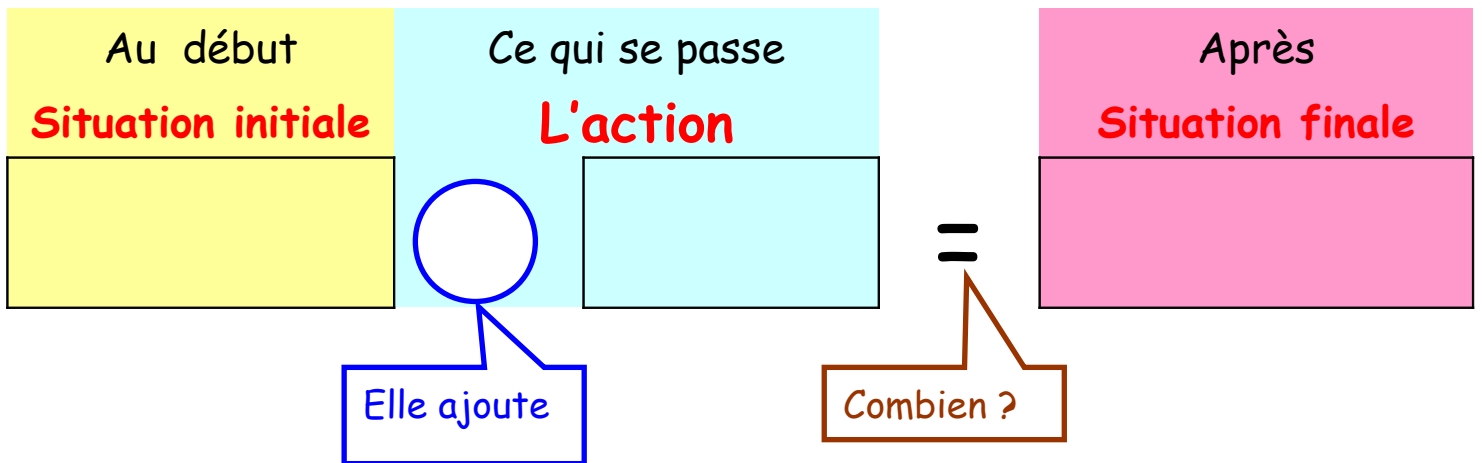 Au début
Situation initiale
Ce qui se passe
L'action
Après
Situation finale
=
Elle ajoute
Combien ?